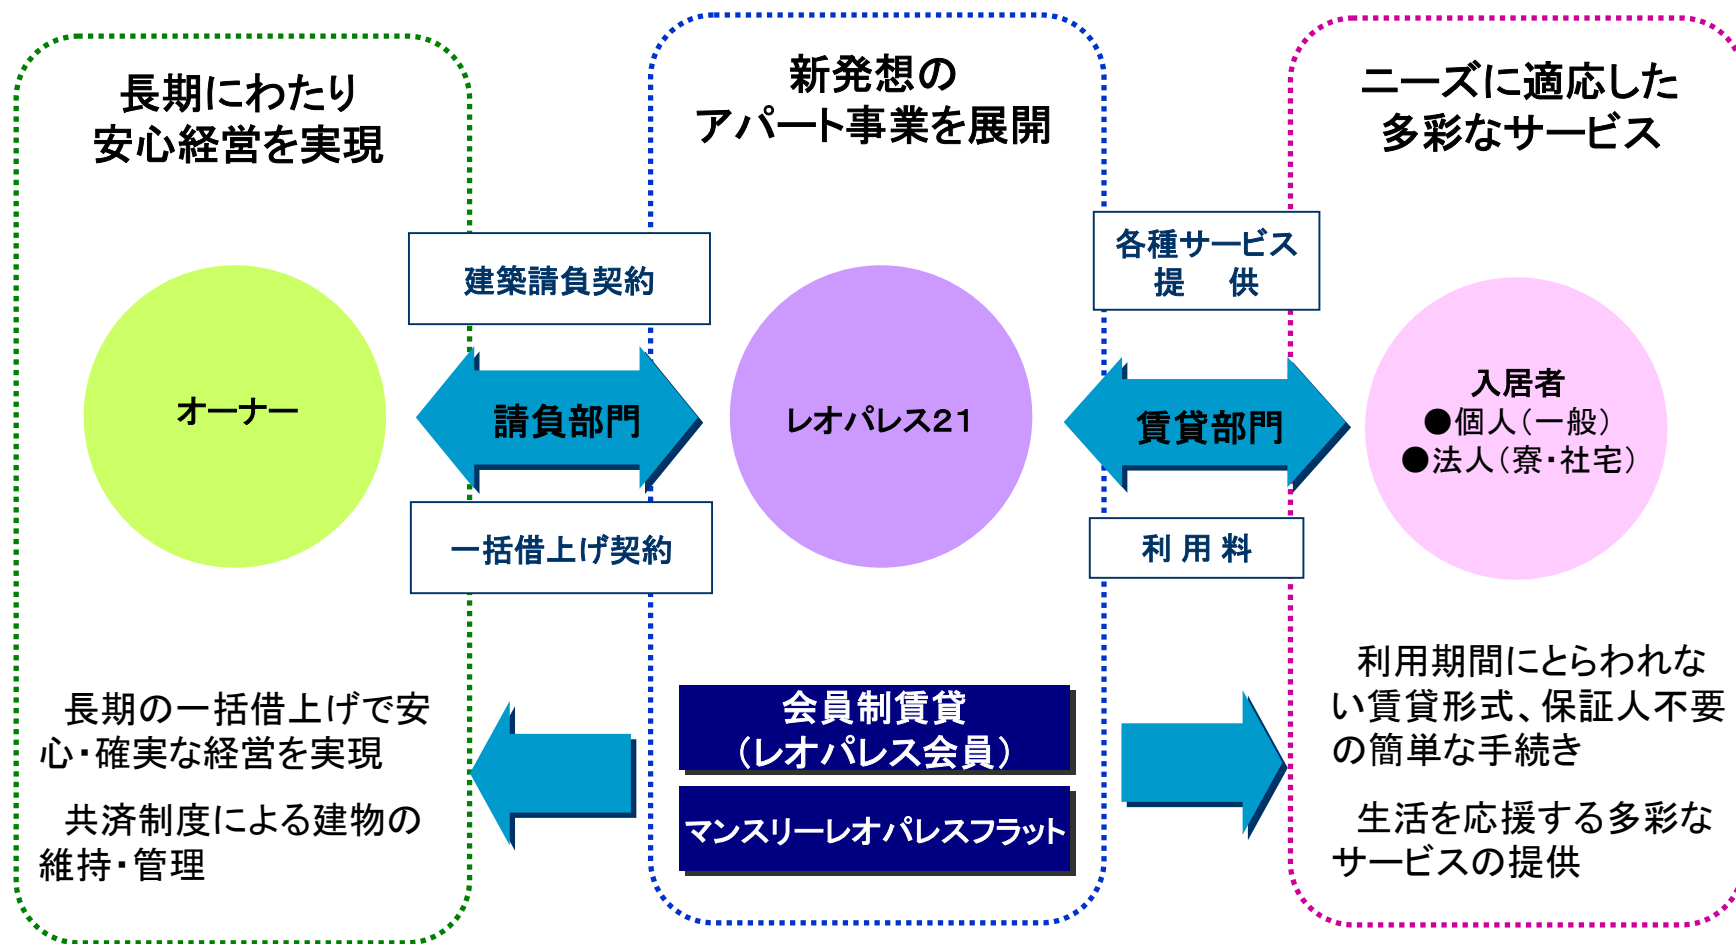 長期にわたり
安心経営を実現
新発想の
アパート事業を展開
ニーズに適応した
多彩なサービス
建築請負契約
各種サービス
提　供
オーナー
請負部門
レオパレス21
賃貸部門
入居者
●個人（一般）
●法人（寮・社宅）
一括借上げ契約
利 用 料
長期の一括借上げで安
心・確実な経営を実現
共済制度による建物の
維持・管理
会員制賃貸
（レオパレス会員）
マンスリーレオパレスフラット
利用期間にとらわれな
い賃貸形式、保証人不要
の簡単な手続き
生活を応援する多彩な
サービスの提供